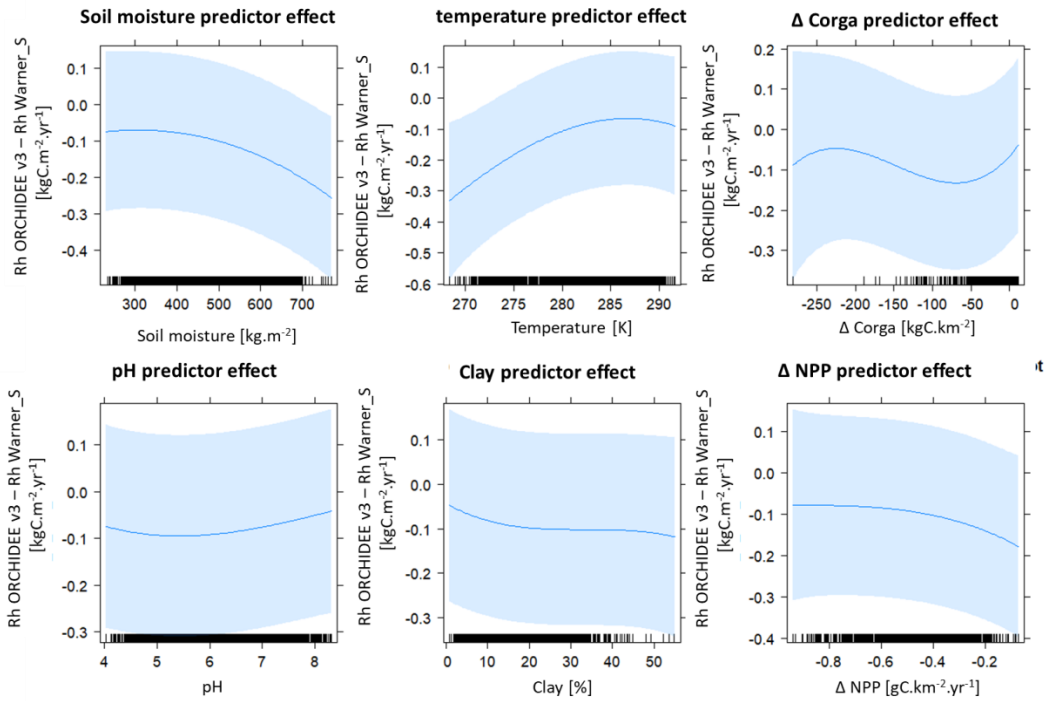 Soil moisture predictor effect
Rh ORCHIDEE v3 – Rh Warner_S
[kgC.m-2.yr-1]
0.1
0.0
-0.1
-0.2
-0.3
-0.4
300 400 500 600 700
Soil moisture [kg.m-2]
temperature predictor effect
Rh ORCHIDEE v3 – Rh Warner_S
[kgC.m-2.yr-1]
0.1
0.0
-0.1
-0.2
-0.3
-0.4
-0.5
-0.6
270 275 280 285 290
Temperature [K]
Δ Corga predictor effect
Rh ORCHIDEE v3 – Rh Warner_S
[kgC.m-2.yr-1]
0.2
0.1
0.0
-0.1
-0.2
-0.3
-250 -200 -150 -100 -50 0
Δ Corga [kgC.km-2]
pH predictor effect
Rh ORCHIDEE v3 – Rh Warner_S
[kgC.m-2.yr-1]
0.1
0.0
-0.1
-0.2
-0.3
4 5 6 7 8
pH
Clay predictor effect
Rh ORCHIDEE v3 – Rh Warner_S
[kgC.m-2.yr-1]
0.1
0.0
-0.1
-0.2
-0.3
0 10 20 30 40 50
Clay [%]
Δ NPP predictor effect
Rh ORCHIDEE v3 – Rh Warner_S
[kgC.m-2.yr-1]
0.1
0.0
-0.1
-0.2
-0.3
-0.4
-0.8 -0.6 -0.4 -0.2
Δ NPP [gC.km-2.yr-1]